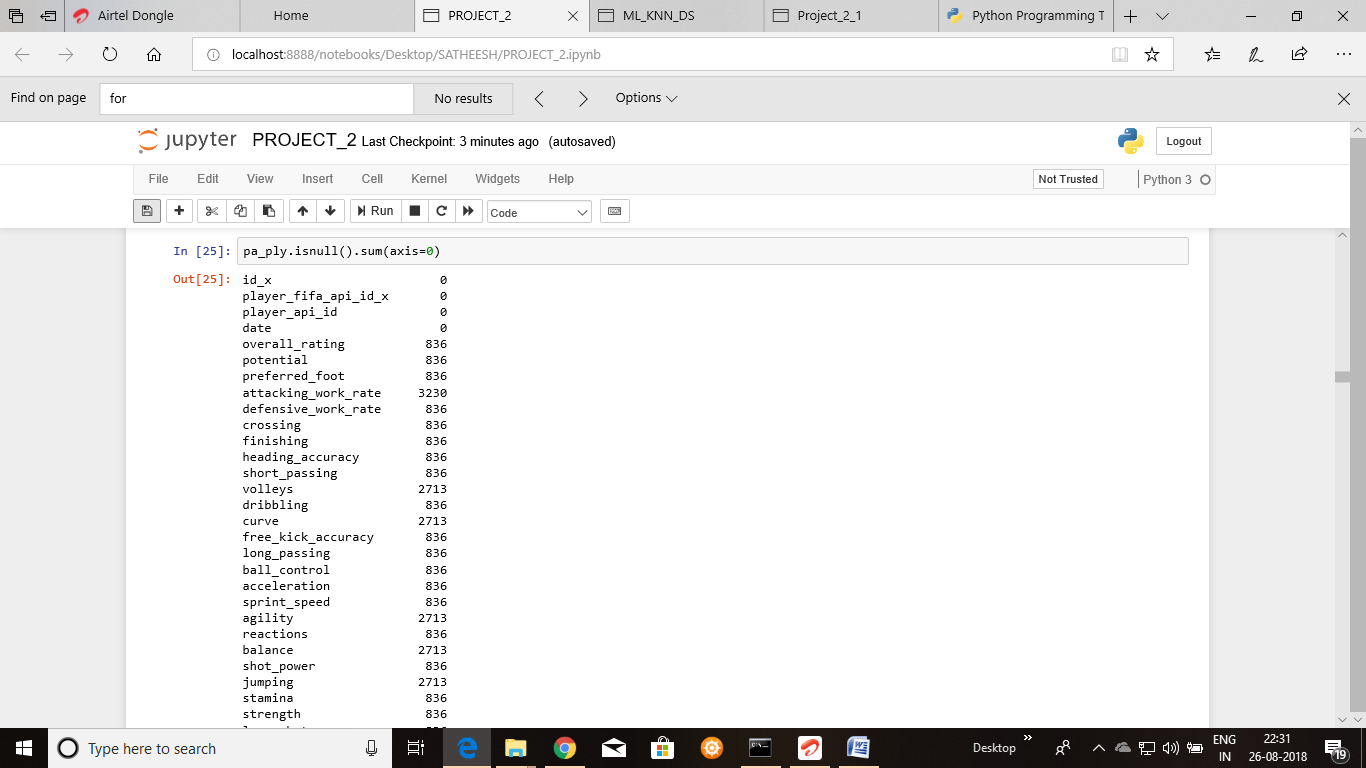 Airtel Dongle
Home
PROJECT_2
ML_KNN_DS
Project_2_1
Python Programming T
localhost:8888/notebooks/Desktop/SATHEESH/PROJECT_2.ipynb
Find on page
for
No results
Options
jupyter PROJECT_2 Last Checkpoint: 3 minutes ago (autosaved)
Logout
File Edit View Insert Cell Kernel Widgets Help
Not Trusted
Python 3
Run
Code
In [25]: pa_ply.isnull().sum(axis=0)
Out[25]: id_x 0
player_fifa_api_id_x 0
player_api_id 0
date 0
overall_rating 836
potential 836
preferred_foot 836
attacking_work_rate 3230
defensive_work_rate 836
crossing 836
finishing 836
heading_accuracy 836
short_passing 836
volleys 2713
dribbling 836
curve 2713
free_kick_accuracy 836
long_passing 836
ball_control 836
acceleration 836
sprint_speed 836
agility 2713
reactions 836
balance 2713
shot_power 836
jumping 2713
stamina 836
strength 836
Type here to search
Desktop
ENG
IN
22:31
26-08-2018
19